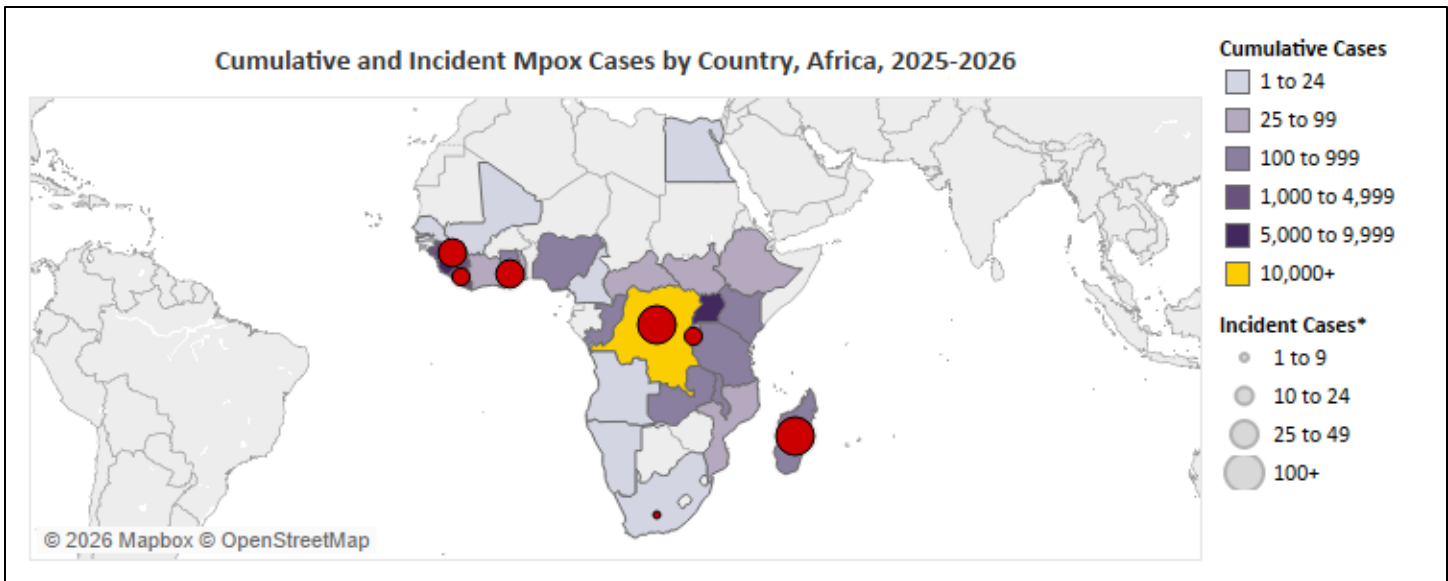 Cumulative and Incident Mpox Cases by Country, Africa, 2025-2026
Cumulative Cases
1 to 24
25 to 99
100 to 999
1,000 to 4,999
5,000 to 9,999
10,000+
Incident Cases*
1 to 9
10 to 24
25 to 49
100+
© 2026 Mapbox © OpenStreetMap